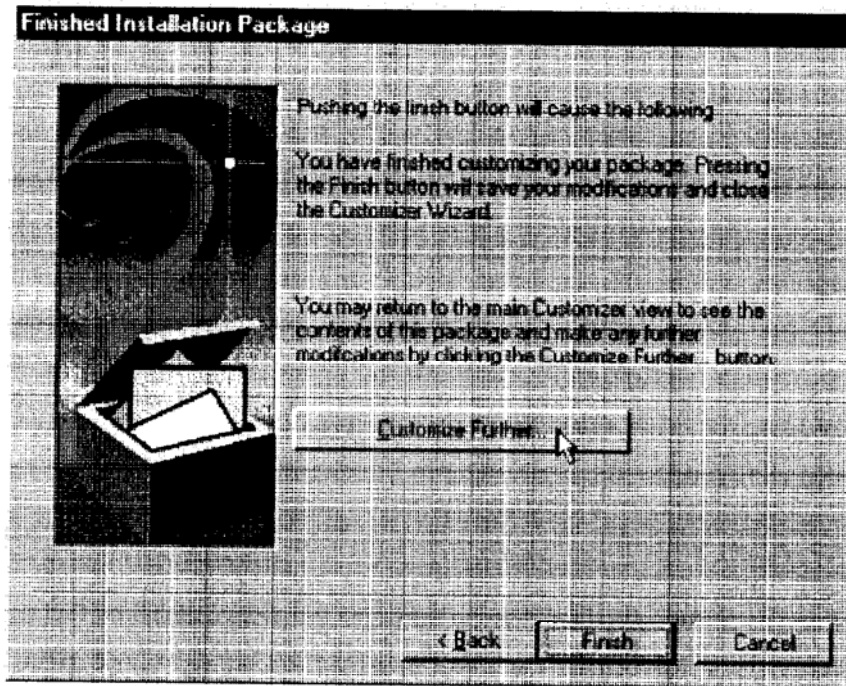 Finished Installation Package
Pushing the finish button will cause the following
You have finished customizing your package. Pressing
the Finish button will save your modifications and close
the Customizer Wizard.
You may return to the main Customizer view to see the
contents of this package and make any further
modifcations by clicking the Customize Further... button.
Customize Further...
< Back
Finish
Cancel